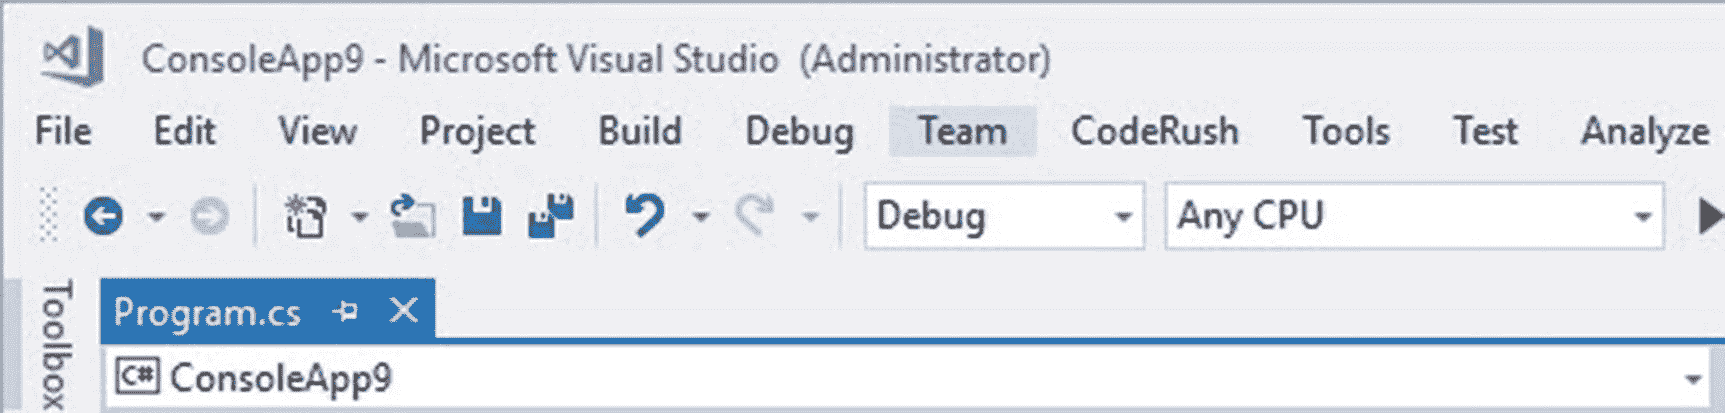 ConsoleApp9 - Microsoft Visual Studio (Administrator)
File Edit View Project Build Debug Team CodeRush Tools Test Analyze
Debug Any CPU
Toolbox
Program.cs
C# ConsoleApp9